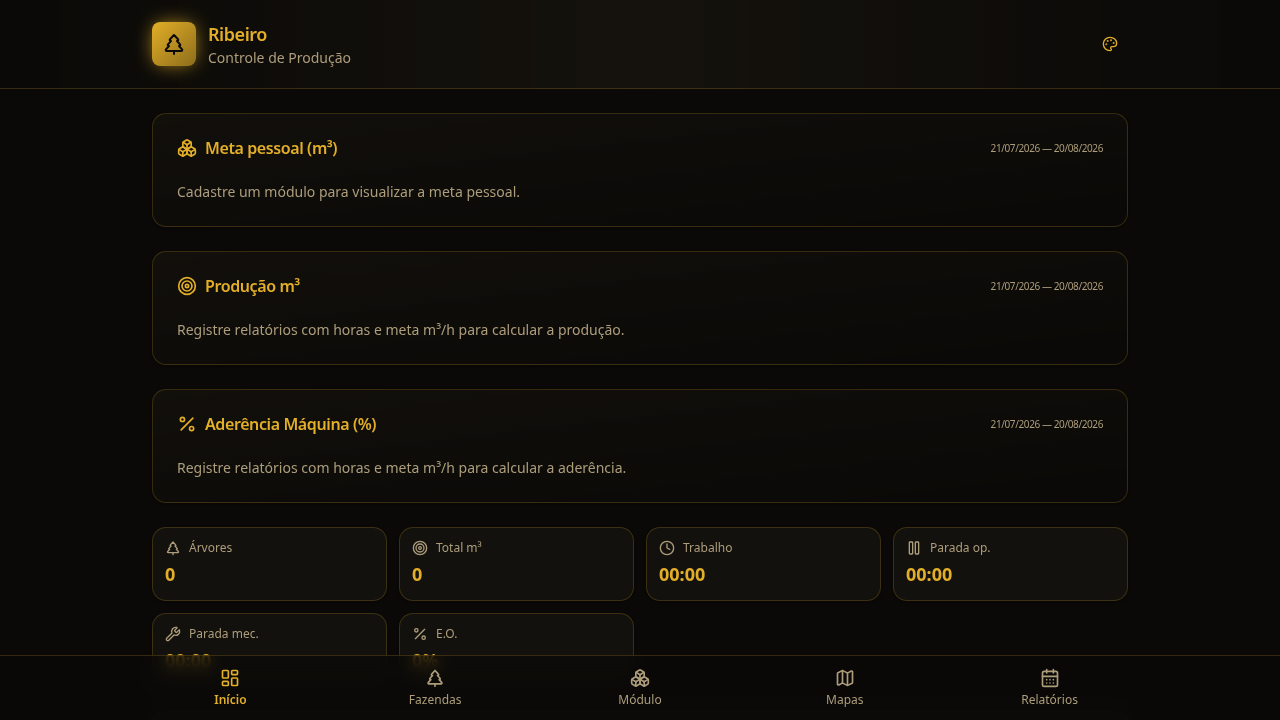 Ribeiro
Controle de Produção
Meta pessoal (m³)
21/07/2026 — 20/08/2026
Cadastre um módulo para visualizar a meta pessoal.
Produção m³
21/07/2026 — 20/08/2026
Registre relatórios com horas e meta m³/h para calcular a produção.
Aderência Máquina (%)
21/07/2026 — 20/08/2026
Registre relatórios com horas e meta m³/h para calcular a aderência.
Árvores
0
Total m³
0
Trabalho
00:00
Parada op.
00:00
Parada mec.
00:00
E.O.
0%
Início
Fazendas
Módulo
Mapas
Relatórios